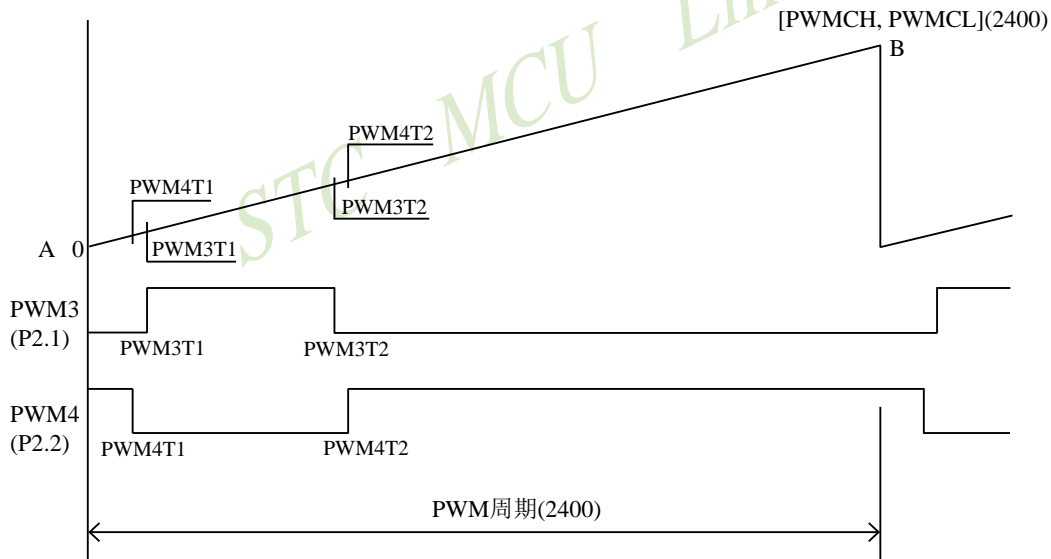 [PWMCH, PWMCL](2400)
B
STC MCU Lim
PWM4T2
PWM4T1
PWM3T2
PWM3T1
A 0
PWM3
(P2.1)
PWM3T1
PWM3T2
PWM4
(P2.2)
PWM4T1
PWM4T2
PWM周期(2400)